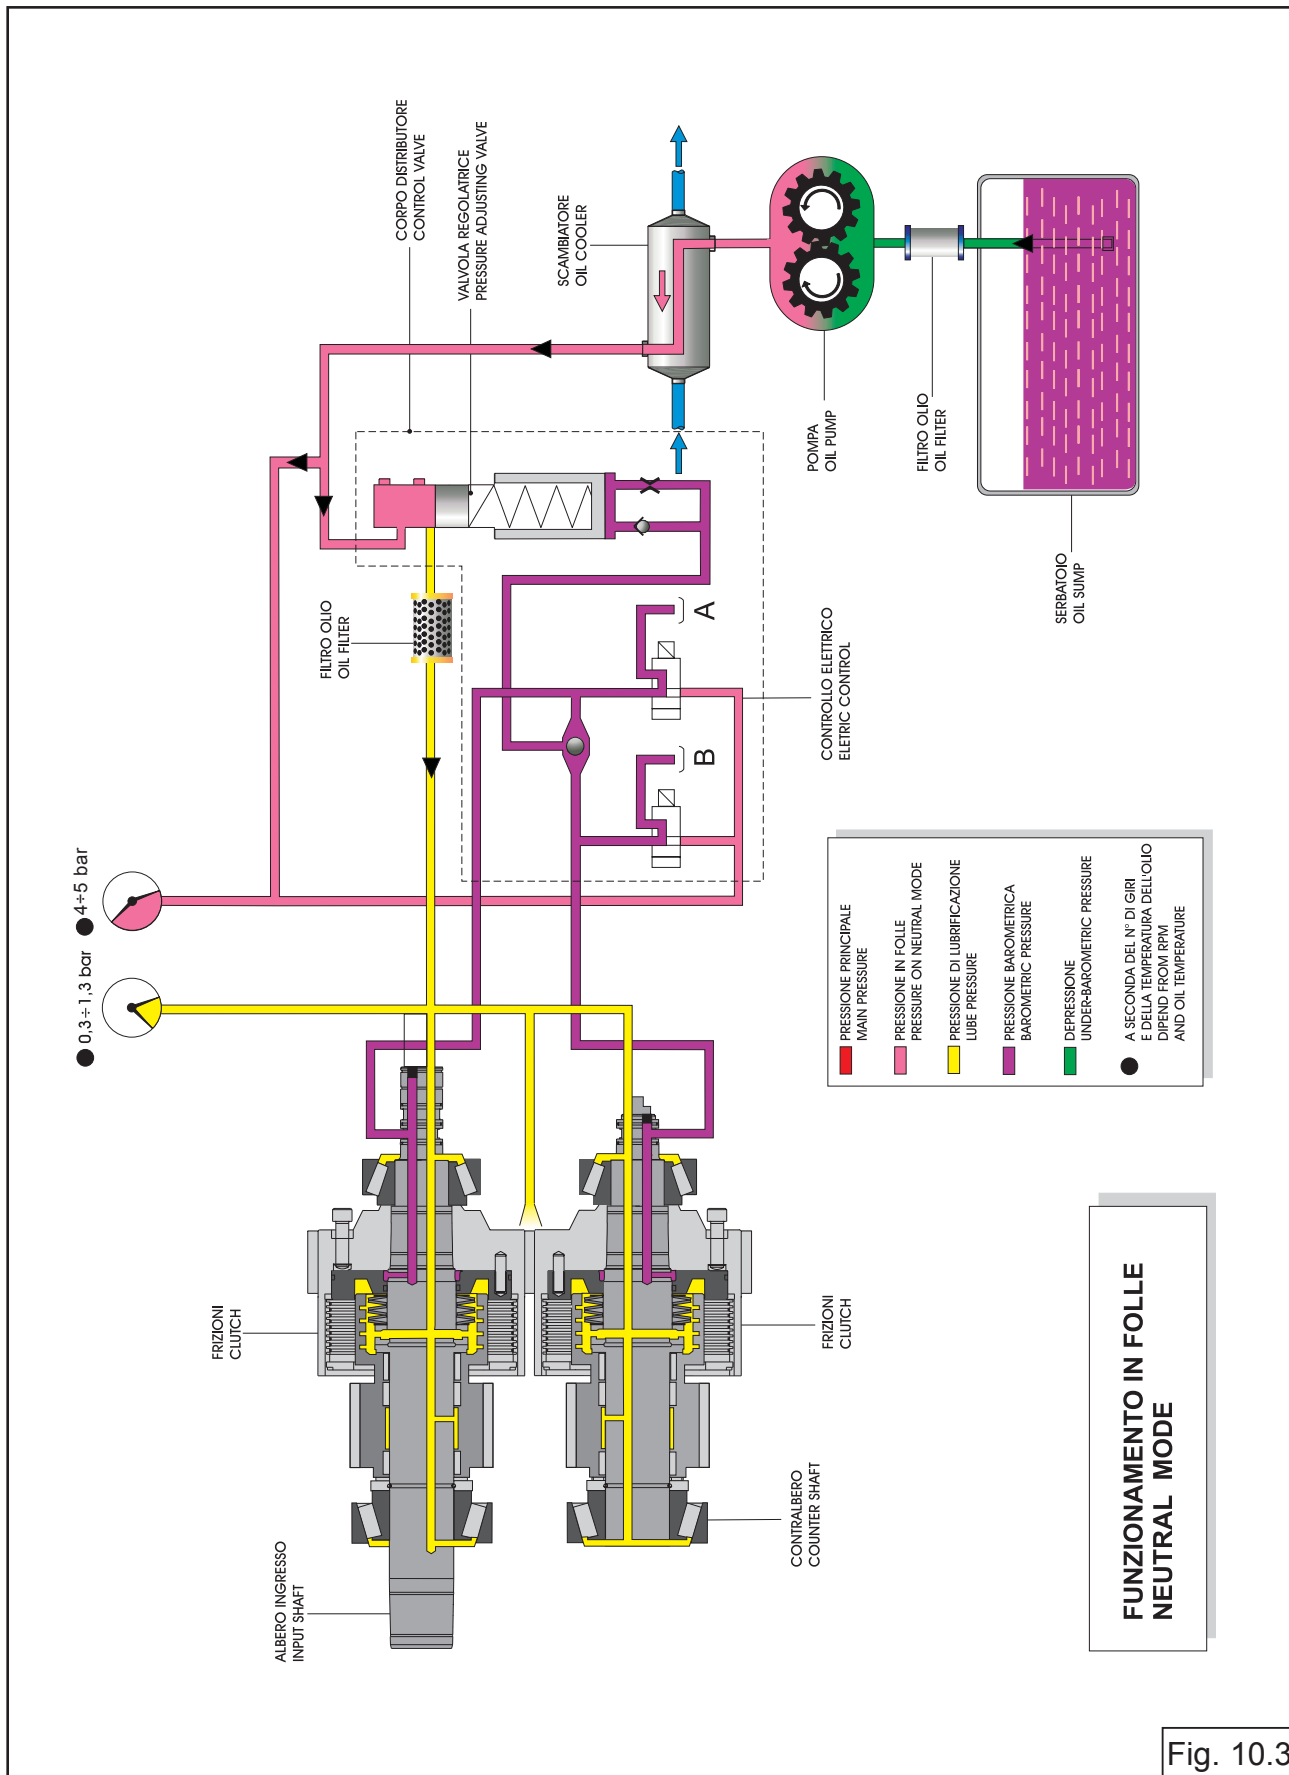 CORPO DISTRIBUTORE
CONTROL VALVE
VALVOLA REGOLATRICE
PRESSURE ADJUSTING VALVE
SCAMBIATORE
OIL COOLER
POMPA
OIL PUMP
FILTRO OLIO
OIL FILTER
SERBATOIO
OIL SUMP
FILTRO OLIO
OIL FILTER
A
B
CONTROLLO ELETTRICO
ELETRIC CONTROL
4÷5 bar
0,3÷1,3 bar
FRIZIONI
CLUTCH
FRIZIONI
CLUTCH
ALBERO INGRESSO
INPUT SHAFT
CONTRALBERO
COUNTER SHAFT
PRESSIONE PRINCIPALE
MAIN PRESSURE
PRESSIONE IN FOLLE
PRESSURE ON NEUTRAL MODE
PRESSIONE DI LUBRIFICAZIONE
LUBE PRESSURE
PRESSIONE BAROMETRICA
BAROMETRIC PRESSURE
DEPRESSIONE
UNDER-BAROMETRIC PRESSURE
A SECONDA DEL N° DI GIRI
E DELLA TEMPERATURA DELL'OLIO
DIPEND FROM RPM
AND OIL TEMPERATURE
FUNZIONAMENTO IN FOLLE
NEUTRAL MODE
Fig. 10.3